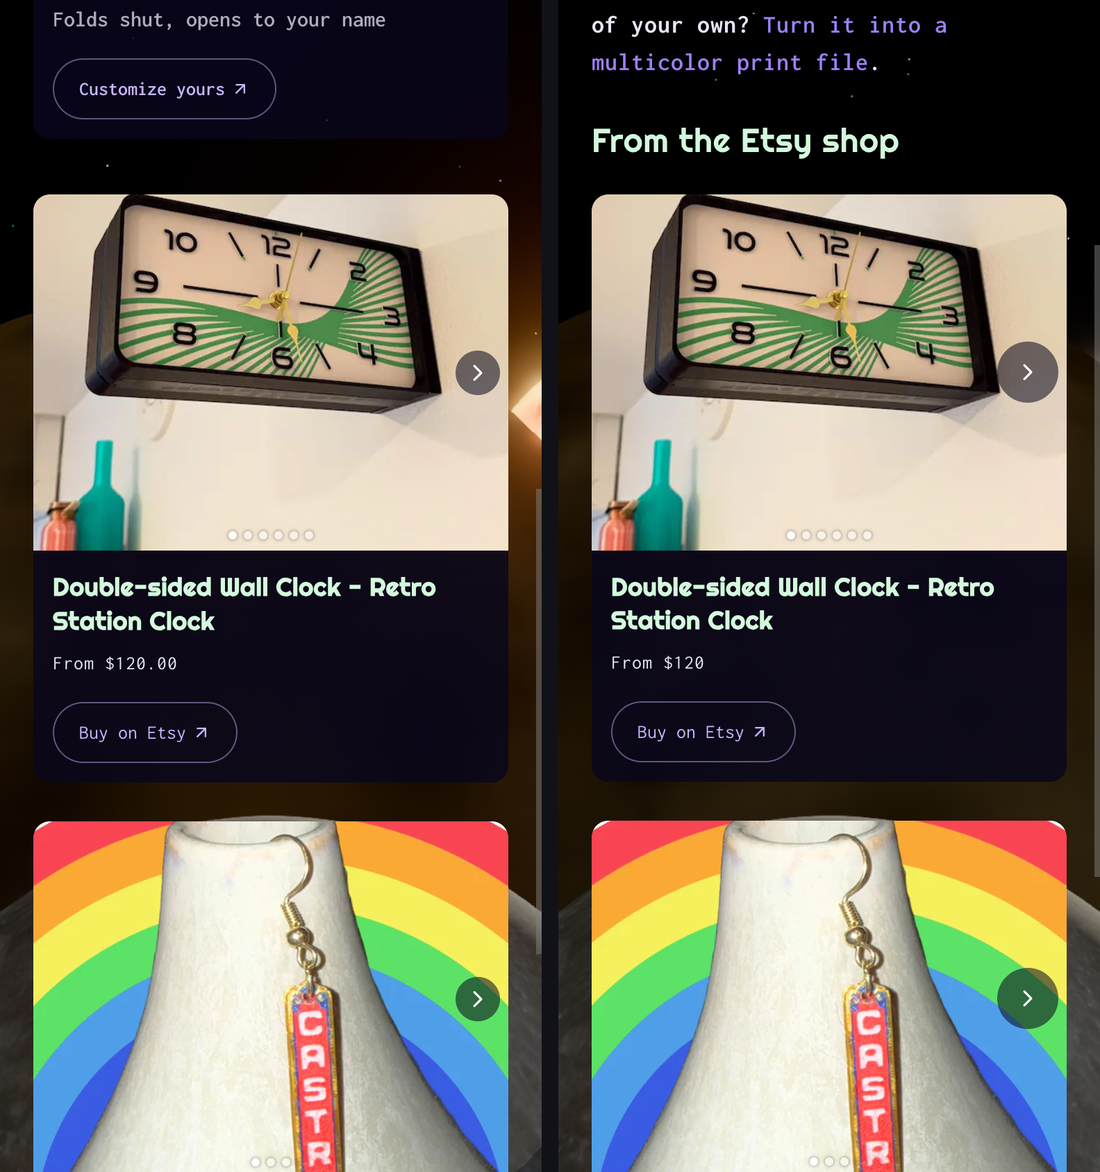 Folds shut, opens to your name
Customize yours ↗
10 12 2
9 3
8 6 4
Double-sided Wall Clock - Retro
Station Clock
From $120.00
Buy on Etsy ↗
CASTR
of your own? Turn it into a
multicolor print file.
From the Etsy shop
10 12 2
9 3
8 6 4
Double-sided Wall Clock - Retro
Station Clock
From $120
Buy on Etsy ↗
CASTR